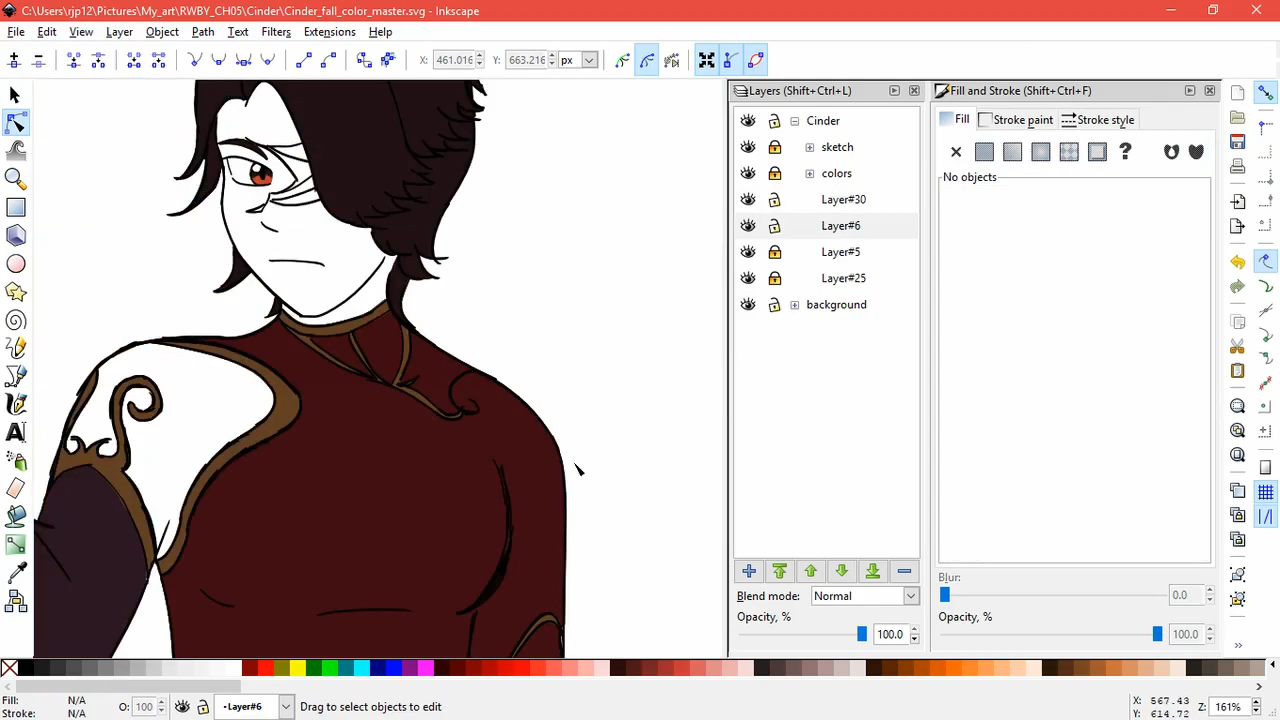 C:\Users\rjp12\Pictures\My_art\RWBY_CH05\Cinder\Cinder_fall_color_master.svg - Inkscape
File Edit View Layer Object Path Filters Text Extensions Help
X: 461.016 Y: 663.216 px
Layers (Shift+Ctrl+L)
Cinder
sketch
colors
Layer#30
Layer#6
Layer#5
Layer#25
background
Blend mode: Normal
Opacity, %
100.0
Fill and Stroke (Shift+Ctrl+F)
Fill Stroke paint Stroke style
No objects
Blur:
0.0
Opacity, %
100.0
Fill: N/A
Stroke: N/A
O: 100
Layer#6
Drag to select objects to edit
X: 567.43
Y: 614.72
Z: 161%